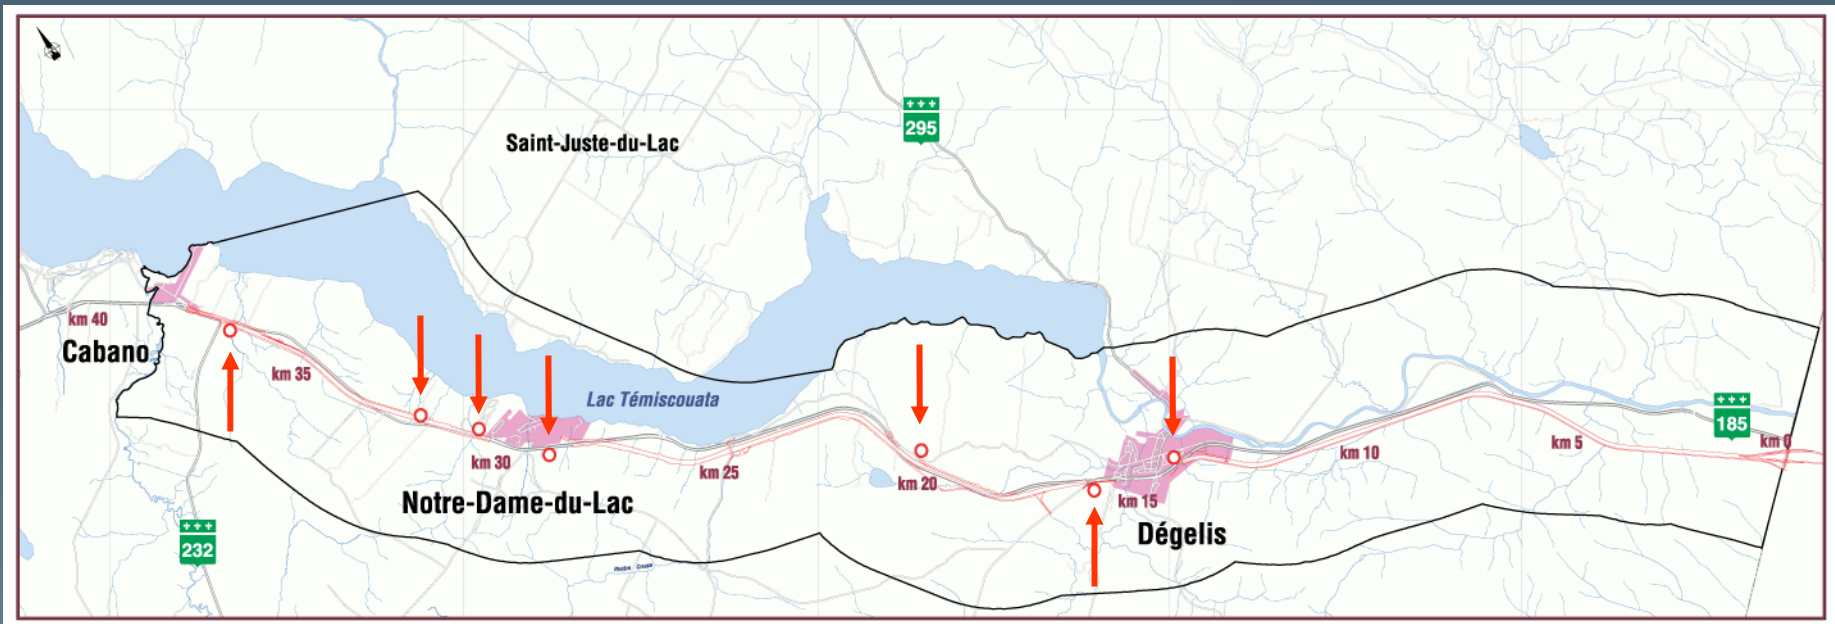 295
Saint-Juste-du-Lac
km 40
Cabano
km 35
Lac Témiscouata
185
km 0
km 5
km 10
km 30
km 25
km 20
km 15
Notre-Dame-du-Lac
Dégelis
232